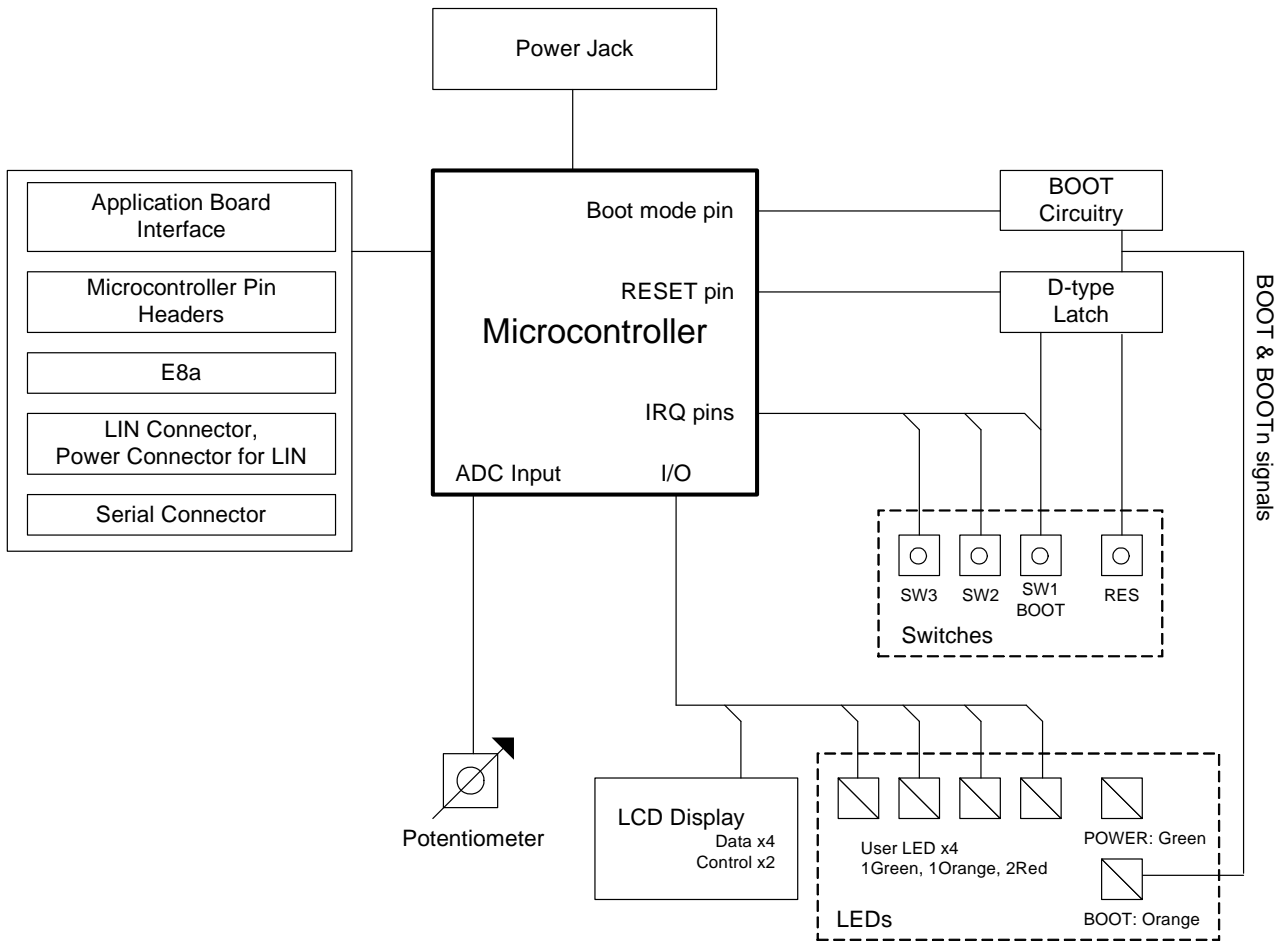 Power Jack
Application Board
Interface
Microcontroller Pin
Headers
E8a
LIN Connector,
Power Connector for LIN
Serial Connector
Boot mode pin
RESET pin
Microcontroller
IRQ pins
ADC Input
I/O
BOOT
Circuitry
D-type
Latch
BOOT & BOOTn signals
SW3
SW2
SW1
BOOT
RES
Switches
Potentiometer
LCD Display
Data x4
Control x2
User LED x4
1Green, 1Orange, 2Red
POWER: Green
BOOT: Orange
LEDs